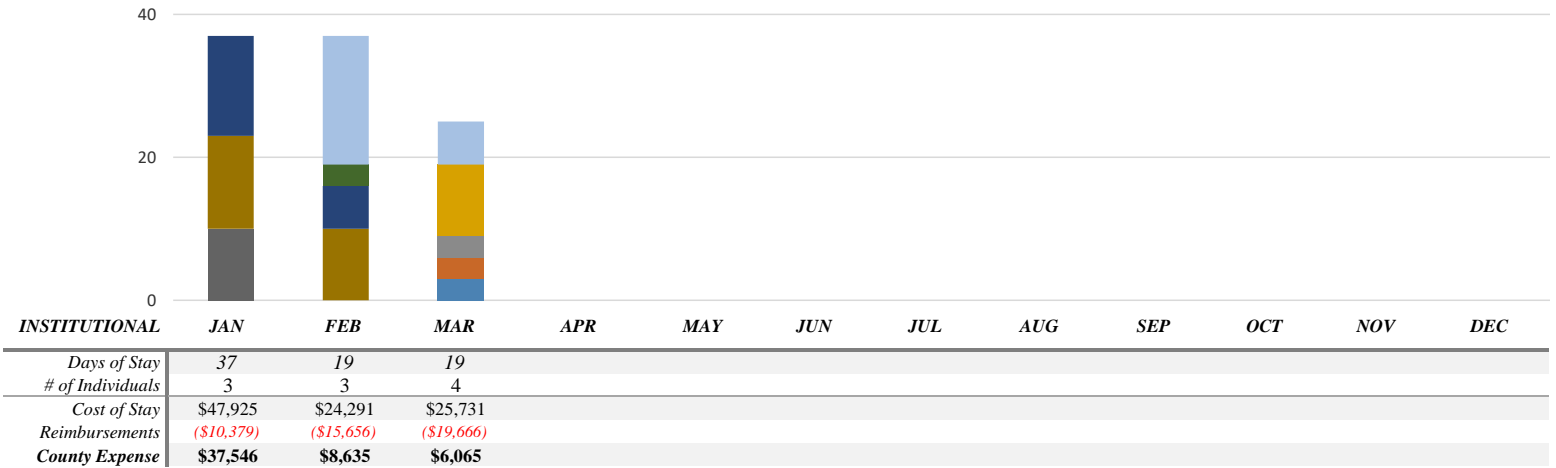 40
20
0
INSTITUTIONAL JAN FEB MAR APR MAY JUN JUL AUG SEP OCT NOV DEC
Days of Stay 37 19 19
# of Individuals 3 3 4
Cost of Stay $47,925 $24,291 $25,731
Reimbursements ($10,379) ($15,656) ($19,666)
County Expense $37,546 $8,635 $6,065